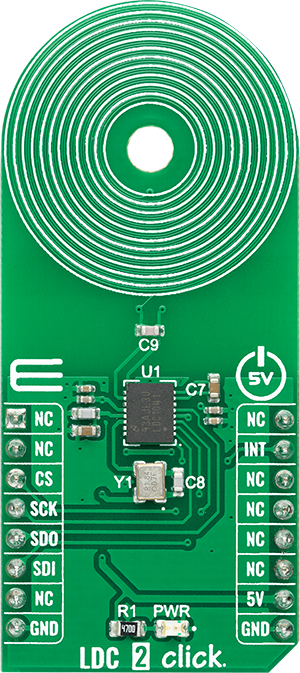 C9
U1
C7
5V
NC
NC
CS
SCK
SDO
SDI
NC
GND
NC
INT
NC
NC
NC
NC
5V
GND
Y1
C8
R1
4700
PWR
LDC 2 click.